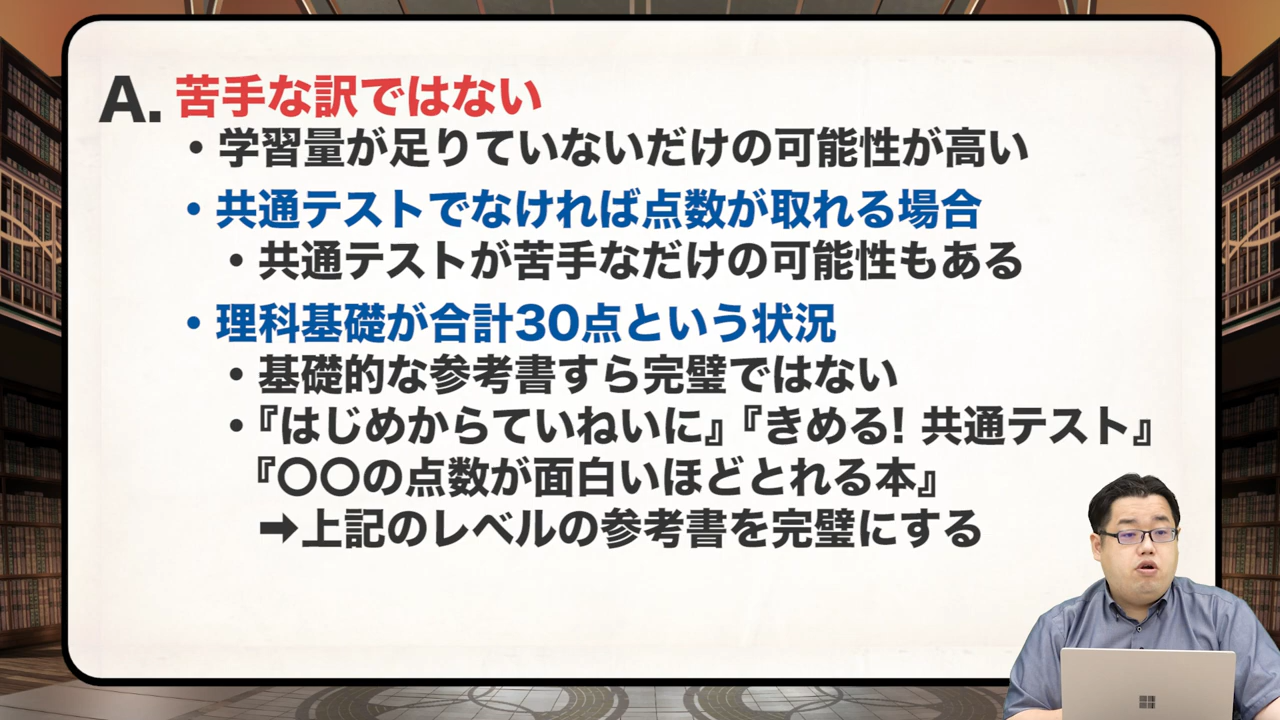 A. 苦手な訳ではない
・学習量が足りていないだけの可能性が高い
・共通テストでなければ点数が取れる場合
・共通テストが苦手なだけの可能性もある
・理科基礎が合計30点という状況
・基礎的な参考書すら完璧ではない
・『はじめからていねいに』『きめる! 共通テスト』
『〇〇の点数が面白いほどとれる本』
➡上記のレベルの参考書を完璧にする